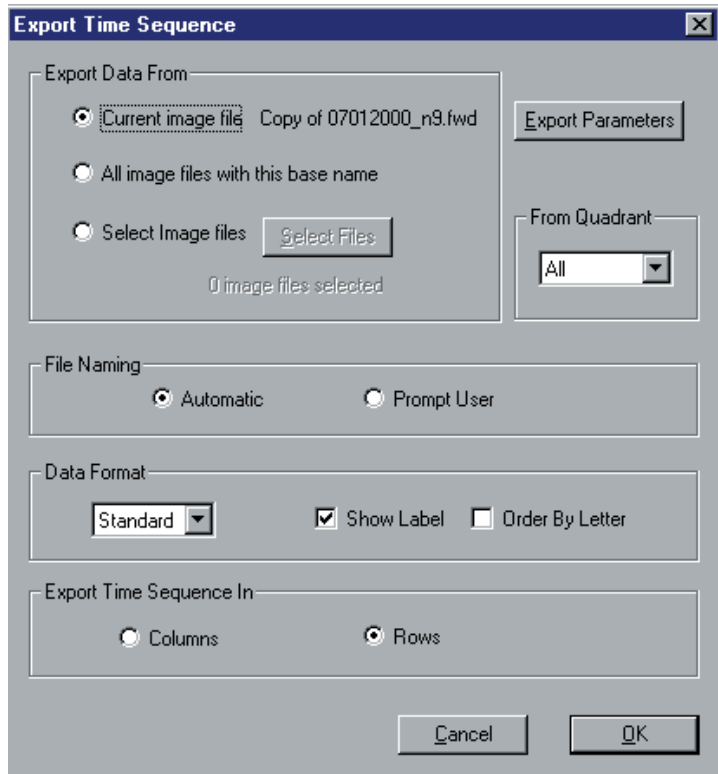 Export Time Sequence
Export Data From
Current image file Copy of 07012000_n9.fwd
Export Parameters
All image files with this base name
Select Image files Select Files
0 image files selected
From Quadrant
All
File Naming
Automatic Prompt User
Data Format
Standard Show Label Order By Letter
Export Time Sequence In
Columns Rows
Cancel OK